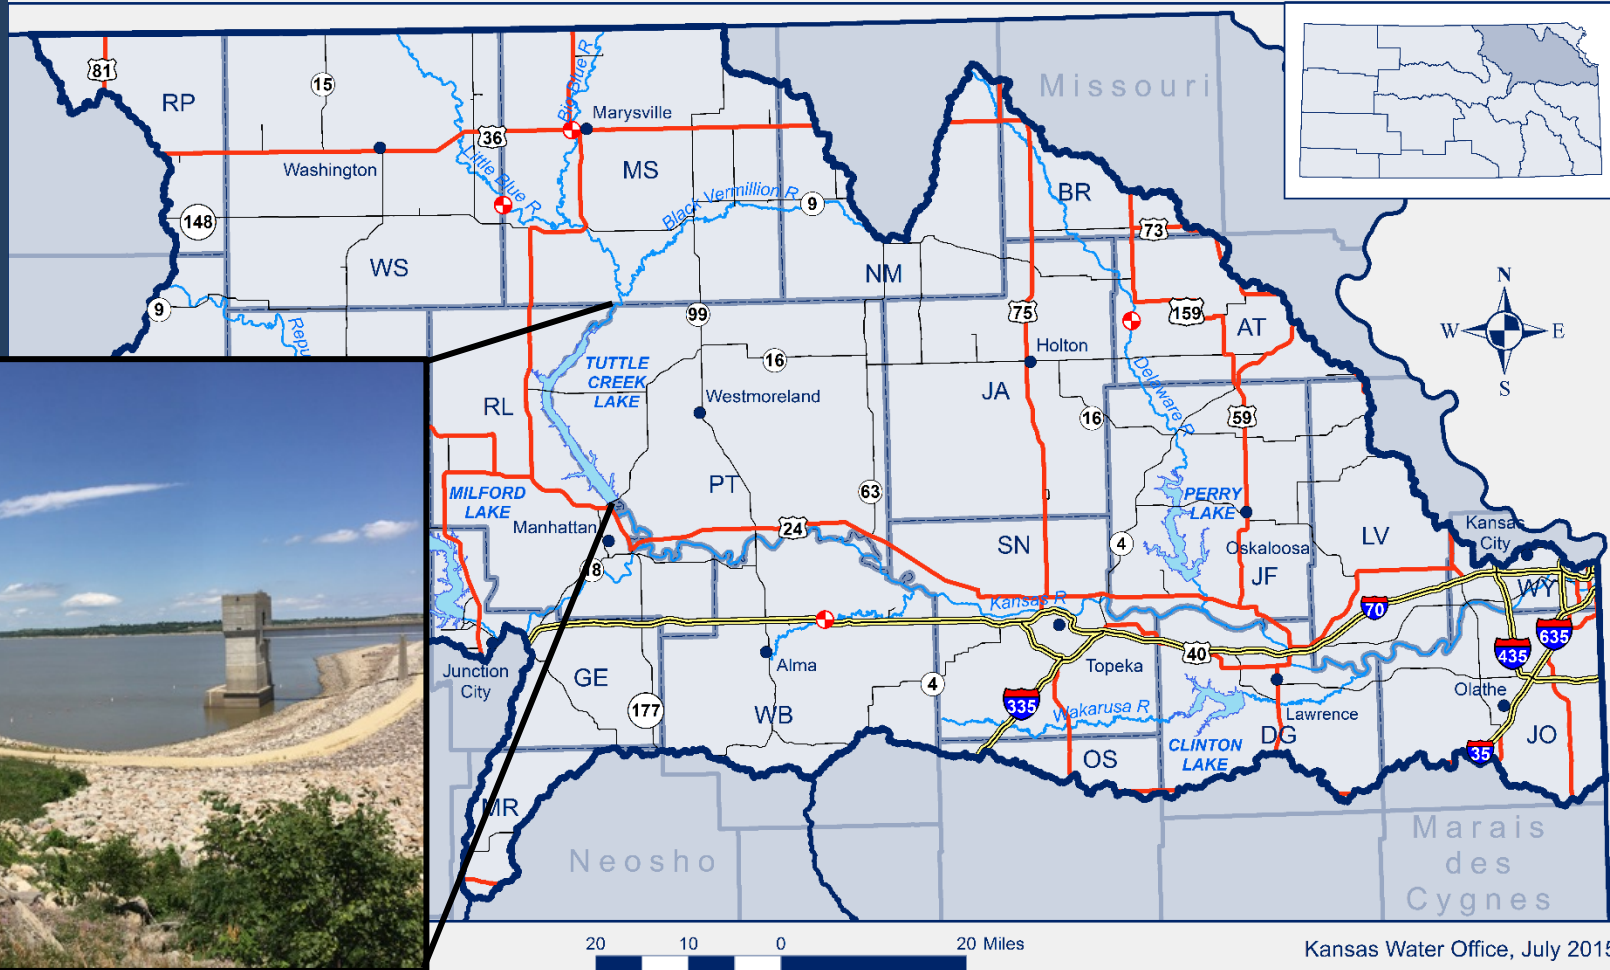 Missouri
81
15
RP
Big Blue R
Marysville
36
Washington
MS
Little Blue R
Black Vermillion R
9
BR
148
73
WS
NM
9
Repu
99
75
159
AT
N
W
E
S
16
Holton
TUTTLE
CREEK
LAKE
Westmoreland
RL
JA
Delaware R
16
59
PT
63
MILFORD
LAKE
PERRY
LAKE
Manhattan
24
SN
4
Oskaloosa
LV
Kansas
City
18
JF
WY
Kansas R
70
635
435
40
Junction
City
GE
Alma
Topeka
177
4
335
Olathe
WB
Wakarusa R
Lawrence
CLINTON
LAKE
DG
JO
35
OS
MR
Neosho
Marais
des
Cygnes
20 10 0 20 Miles
Kansas Water Office, July 2015